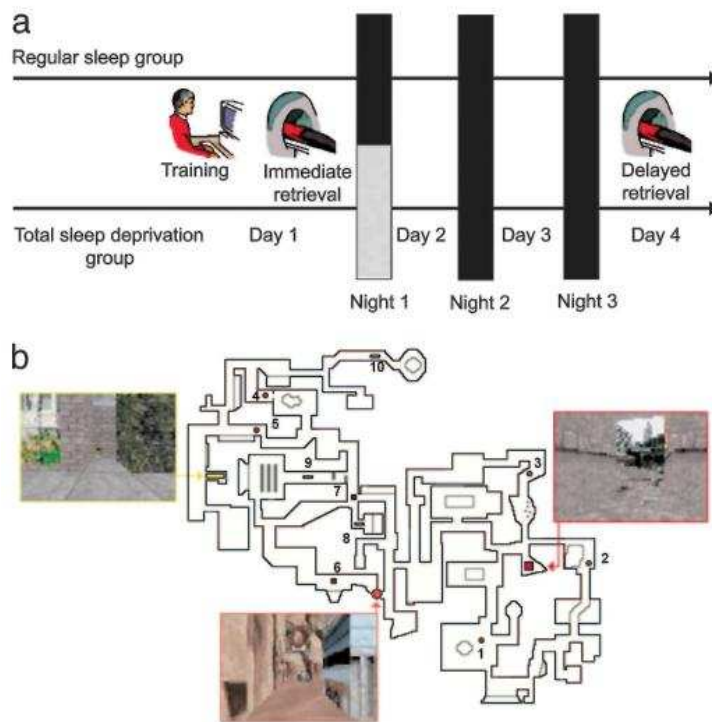 a
Regular sleep group
Training
Immediate
retrieval
Delayed
retrieval
Total sleep deprivation
group
Day 1
Day 2
Day 3
Day 4
Night 1
Night 2
Night 3
b
10
4
5
9
3
7
8
2
6
1